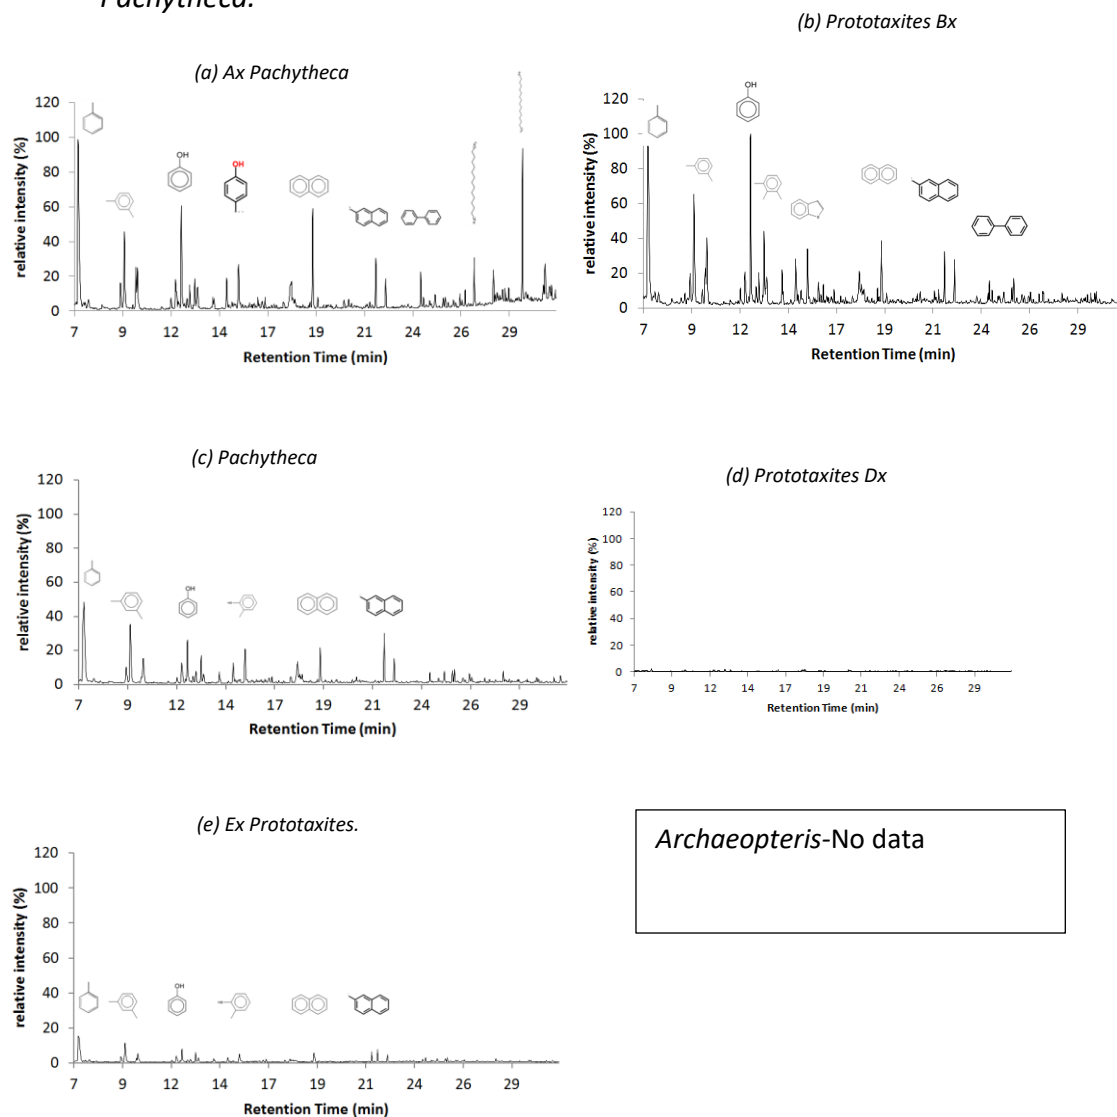 Pachytheca.
(a) Ax Pachytheca
relative intensity (%)
120
100
80
60
40
20
0
OH
OH
7 9 12 14 17 19 21 24 26 29
Retention Time (min)
(b) Prototaxites Bx
relative intensity (%)
120
100
80
60
40
20
0
OH
7 9 12 14 17 19 21 24 26 29
Retention Time (min)
(c) Pachytheca
relative intensity (%)
120
100
80
60
40
20
0
OH
7 9 12 14 17 19 21 24 26 29
Retention Time (min)
(d) Prototaxites Dx
relative intensity (%)
120
100
80
60
40
20
0
7 9 12 14 17 19 21 24 26 29
Retention Time (min)
(e) Ex Prototaxites.
relative intensity (%)
120
100
80
60
40
20
0
OH
7 9 12 14 17 19 21 24 26 29
Retention Time (min)
Archaeopteris-No data